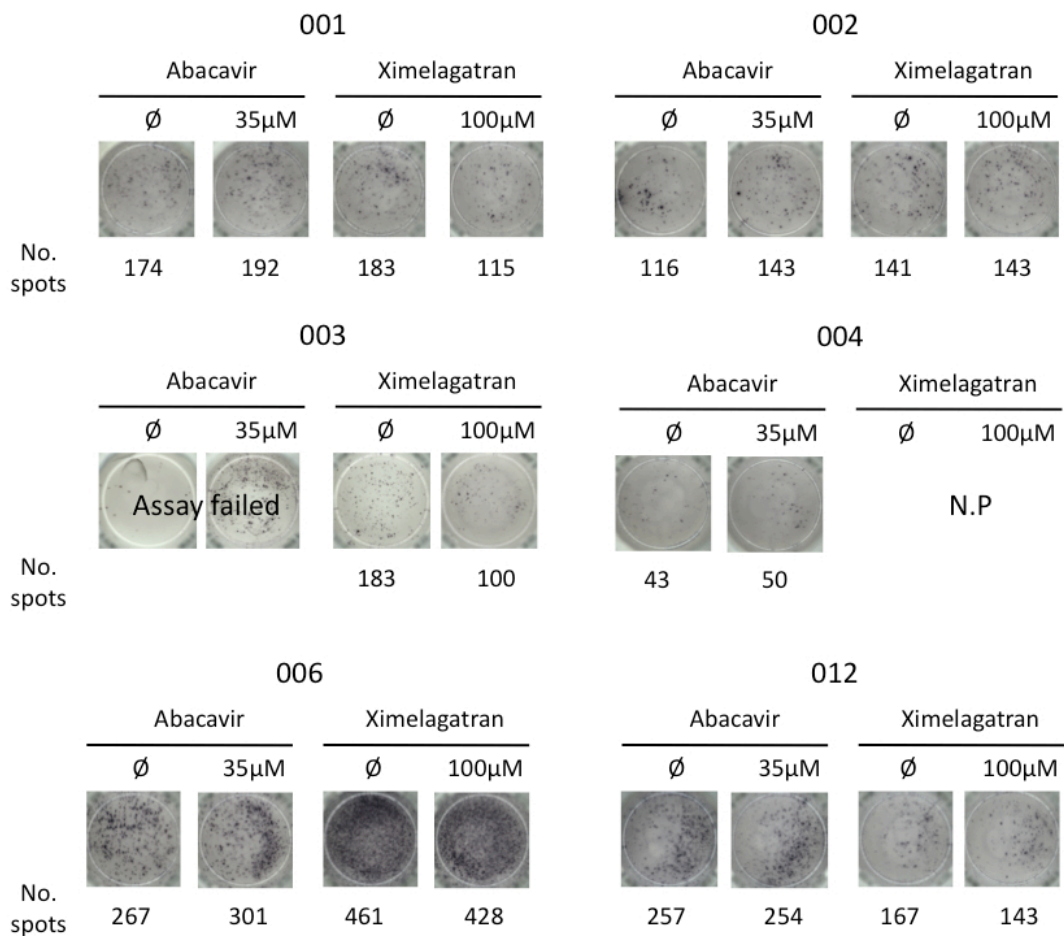 001 002
Abacavir Ximelagatran Abacavir Ximelagatran
Ø 35µM Ø 100µM Ø 35µM Ø 100µM
No. spots 174 192 183 115 116 143 141 143
003 004
Abacavir Ximelagatran Abacavir Ximelagatran
Ø 35µM Ø 100µM Ø 35µM Ø 100µM
Assay failed N.P
No. spots 183 100 43 50
006 012
Abacavir Ximelagatran Abacavir Ximelagatran
Ø 35µM Ø 100µM Ø 35µM Ø 100µM
No. spots 267 301 461 428 257 254 167 143